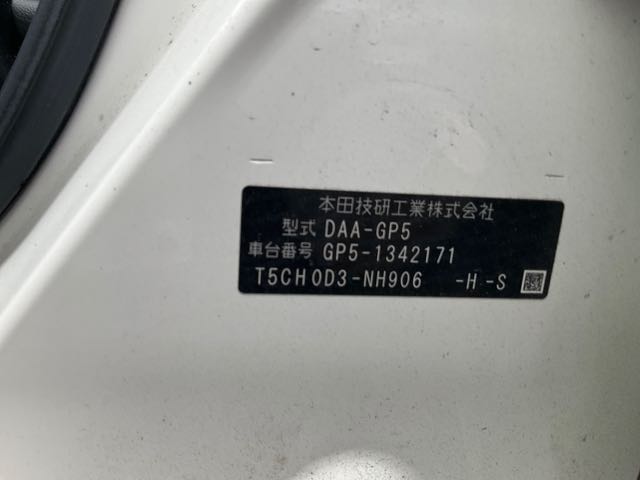 本田技研工業株式会社
型式 DAA-GP5
車台番号 GP5-1342171
T5CH0D3-NH906 -H -S